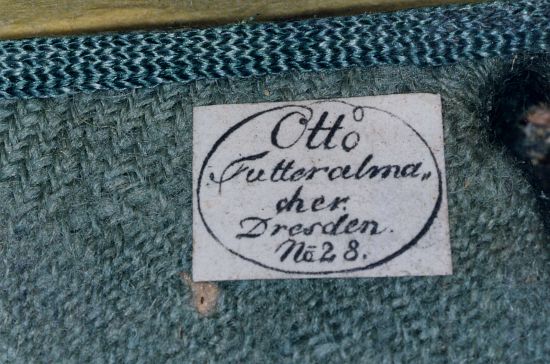 Otto
Futteralma„
cher.
Dresden.
No 28.